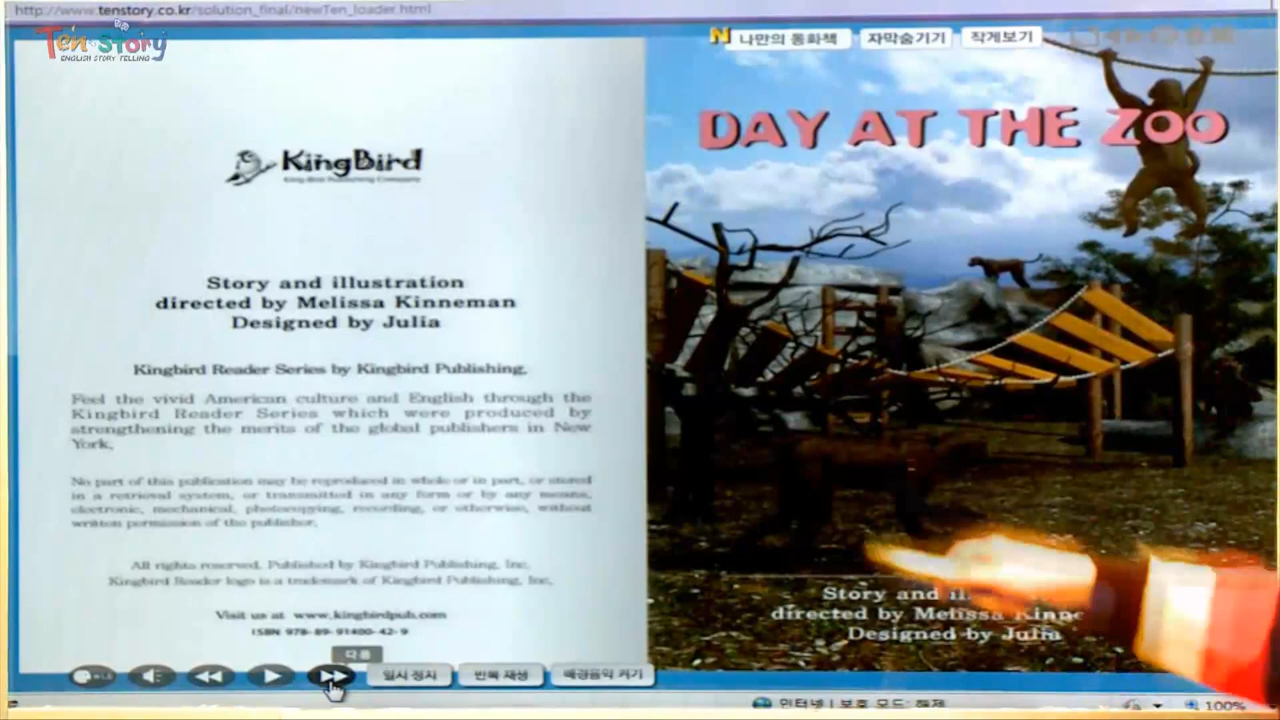 http://www.tenstory.co.kr/solution_final/newTen_loader.html
Ten Story
ENGLISH STORY TELLING
N 나만의 동화책 자막숨기기 작게보기
KingBird
King Bird Publishing Company
Story and illustration
directed by Melissa Kinneman
Designed by Julia
Kingbird Reader Series by Kingbird Publishing,
Feel the vivid American culture and English through the
Kingbird Reader Series which were produced by
strengthening the merits of the global publishers in New
York,
No part of this publication may be reproduced in whole or in part, or stored
in a retrieval system, or transmitted in any form or by any means,
electronic, mechanical, photocopying, recording, or otherwise, without
written permission of the publisher,
All rights reserved, Published by Kingbird Publishing, Inc,
Kingbird Reader logo is a trademark of Kingbird Publishing, Inc,
Visit us at www.kingbirdpub.com
ISBN 978-89-91400-42-9
DAY AT THE ZOO
Story and
directed by Melissa Kinne
Designed by Julia
다음
일시 정지 반복 재생 배경음악 켜기
인터넷 | 보호 모드: 해제
100%